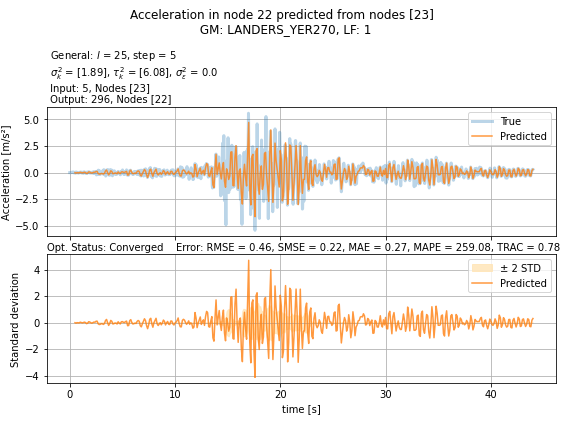 Acceleration in node 22 predicted from nodes [23]
GM: LANDERS_YER270, LF: 1
General: l = 25, step = 5
σ²ₖ = [1.89], τ²ₖ = [6.08], σ²_ε = 0.0
Input: 5, Nodes [23]
Output: 296, Nodes [22]
Acceleration [m/s²]
5.0
2.5
0.0
−2.5
−5.0
True
Predicted
Opt. Status: Converged Error: RMSE = 0.46, SMSE = 0.22, MAE = 0.27, MAPE = 259.08, TRAC = 0.78
Standard deviation
4
2
0
−2
−4
± 2 STD
Predicted
0 10 20 30 40
time [s]